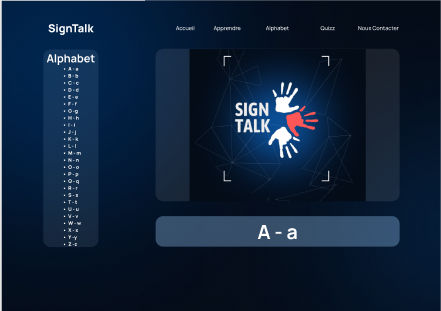 SignTalk
Accueil
Apprendre
Alphabet
Quizz
Nous Contacter
Alphabet
• A - a
• B - b
• C - c
• D - d
• E - e
• F - f
• G - g
• H - h
• I - i
• J - j
• K - k
• L - l
• M - m
• N - n
• O - o
• P - p
• Q - q
• R - r
• S - s
• T - t
• U - u
• V - v
• W - w
• X - x
• Y - y
• Z - z
SIGN
TALK
A - a